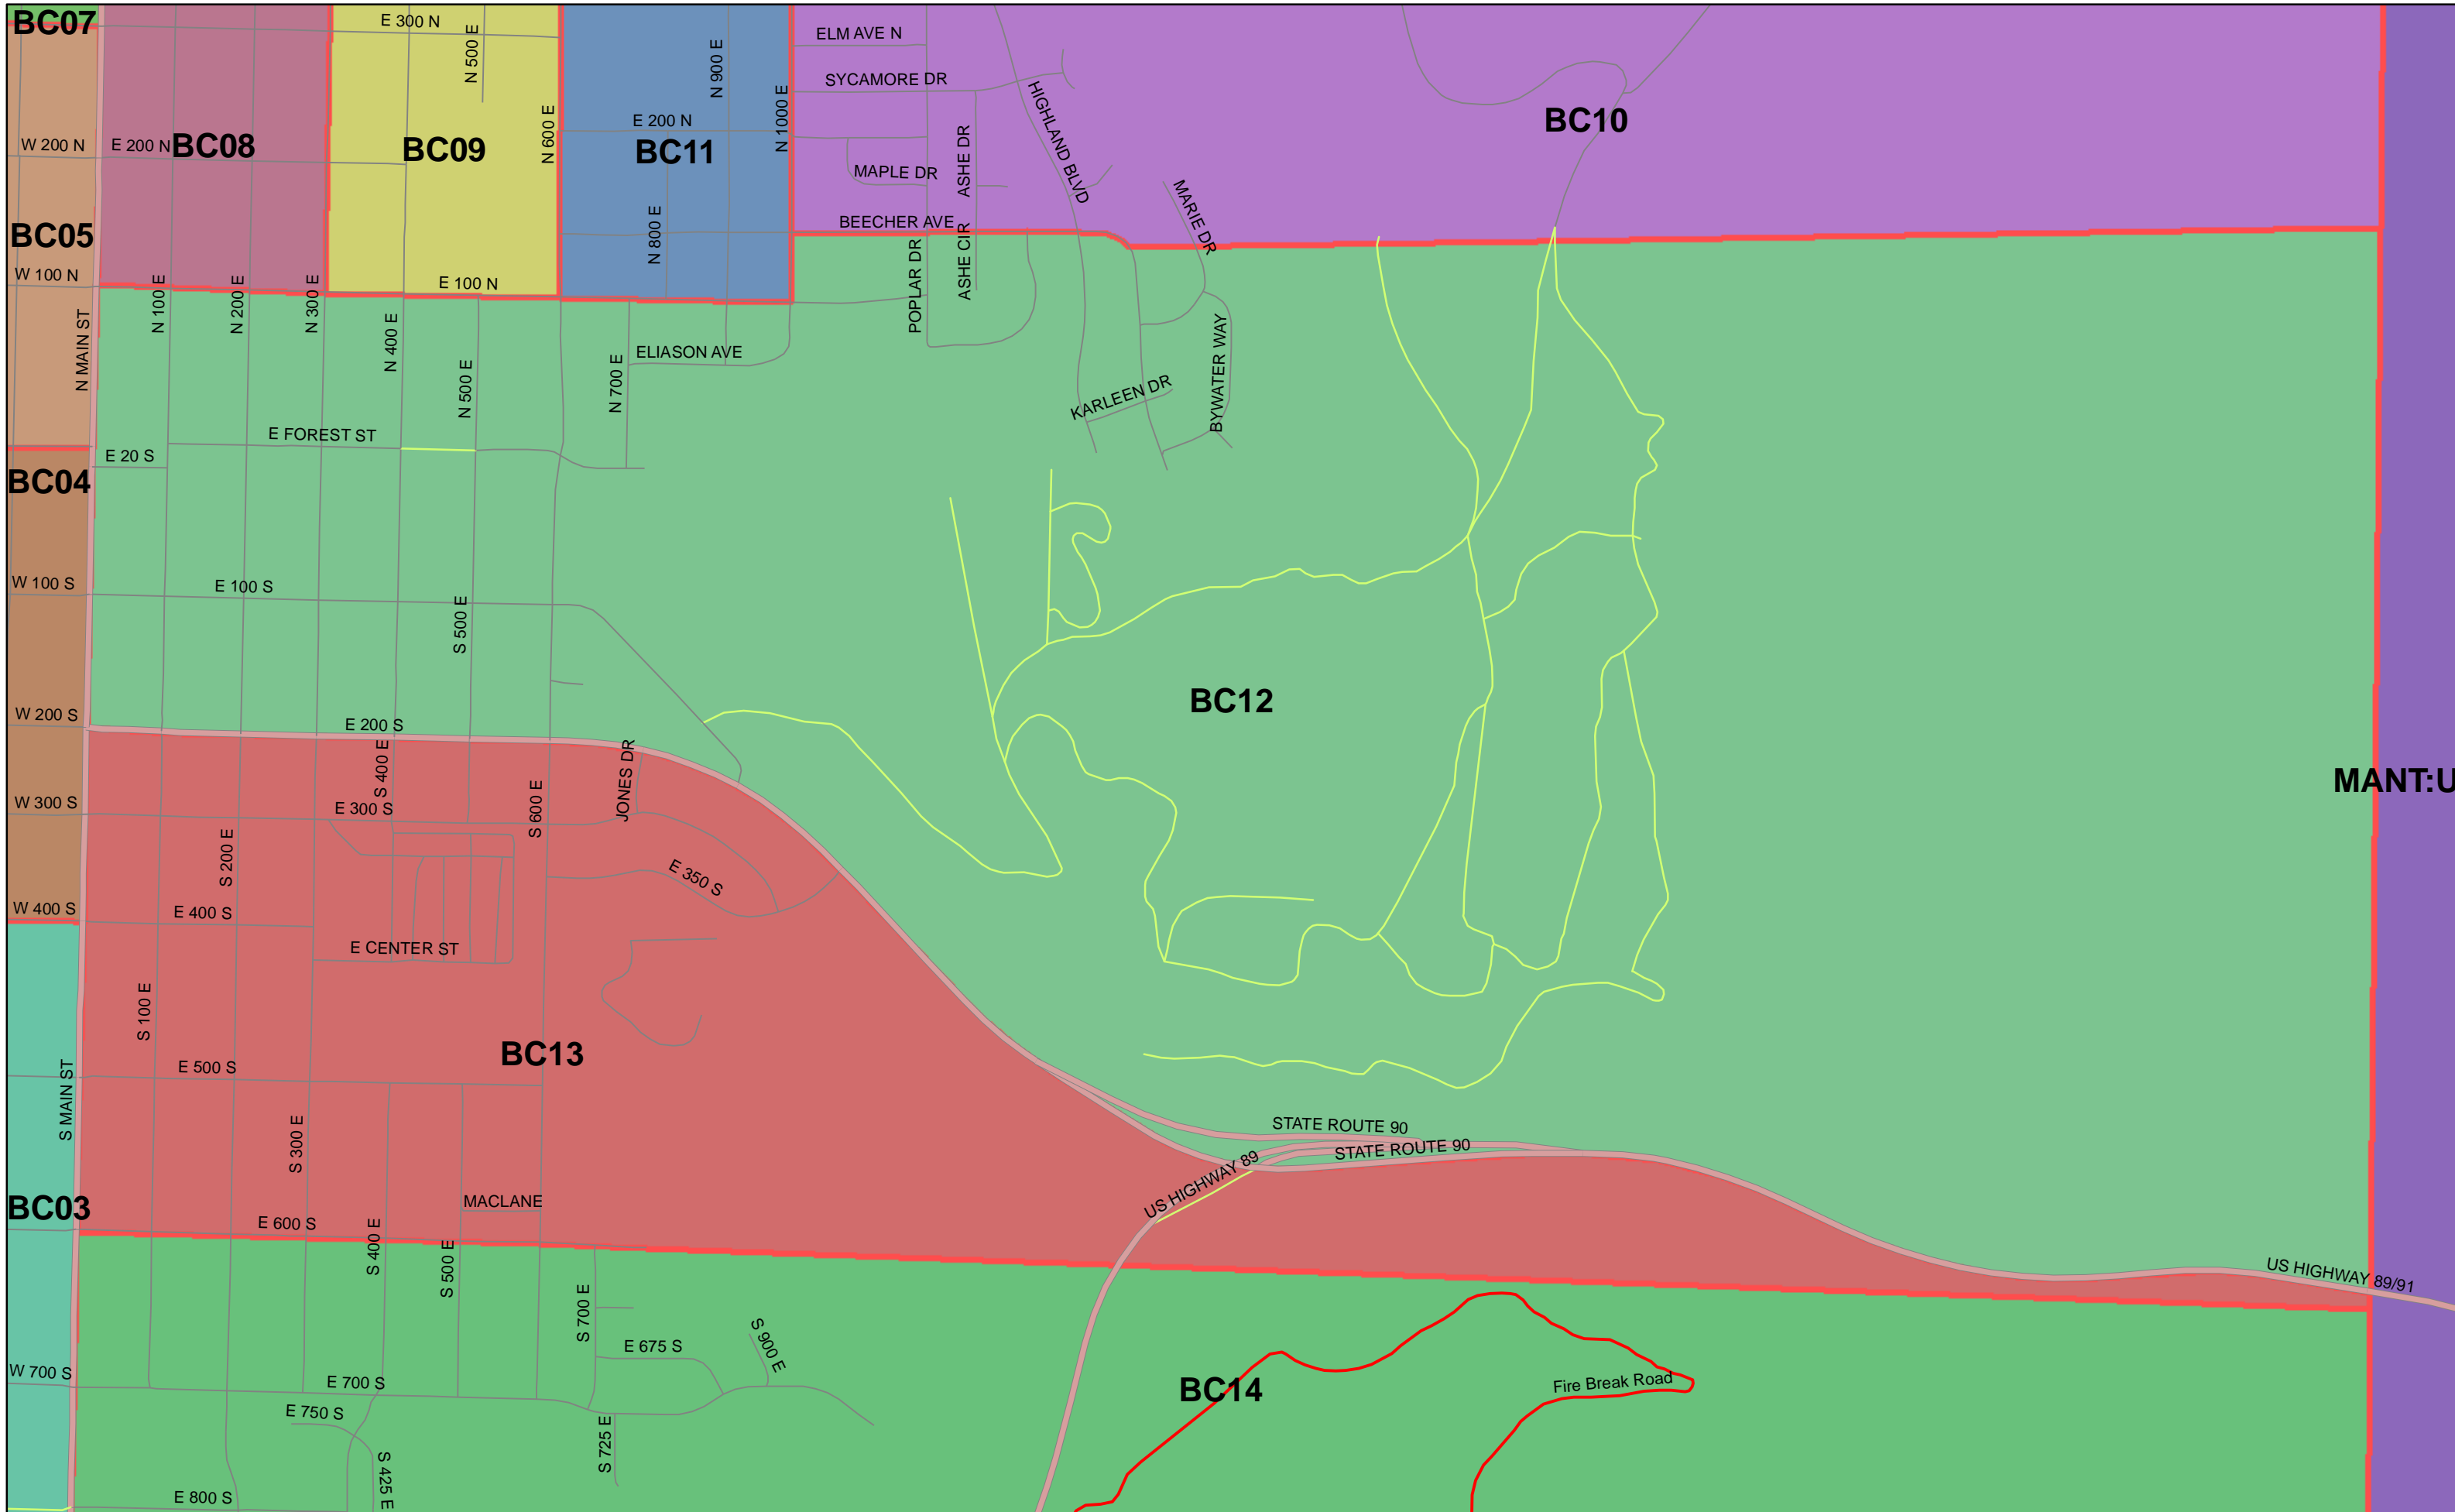 BC07
E 300 N
N 500 E
N 900 E
ELM AVE N
SYCAMORE DR
HIGHLAND BLVD
BC10
W 200 N
E 200 N
BC08
BC09
N 600 E
E 200 N
BC11
N 1000 E
ASHE DR
MAPLE DR
MARIE DR
BC05
N 800 E
BEECHER AVE
POPLAR DR
ASHE CIR
W 100 N
N 100 E
N 200 E
N 300 E
E 100 N
N MAIN ST
N 400 E
N 500 E
N 700 E
ELIASON AVE
KARLEEN DR
BYWATER WAY
E FOREST ST
E 20 S
BC04
W 100 S
E 100 S
S 500 E
BC12
W 200 S
E 200 S
S 400 E
JONES DR
MANT:U
W 300 S
E 300 S
S 600 E
S 200 E
E 350 S
W 400 S
E 400 S
E CENTER ST
S 100 E
BC13
S MAIN ST
E 500 S
S 300 E
STATE ROUTE 90
STATE ROUTE 90
US HIGHWAY 89
BC03
MACLANE
E 600 S
S 400 E
S 500 E
US HIGHWAY 89/91
S 700 E
E 675 S
S 900 E
W 700 S
E 700 S
BC14
Fire Break Road
E 750 S
S 725 E
S 425 E
E 800 S